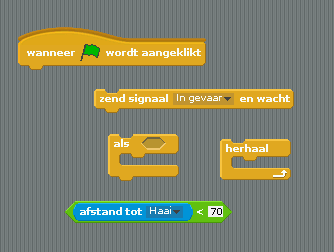 wanneer wordt aangeklikt
zend signaal In gevaar en wacht
als
herhaal
afstand tot Haai < 70